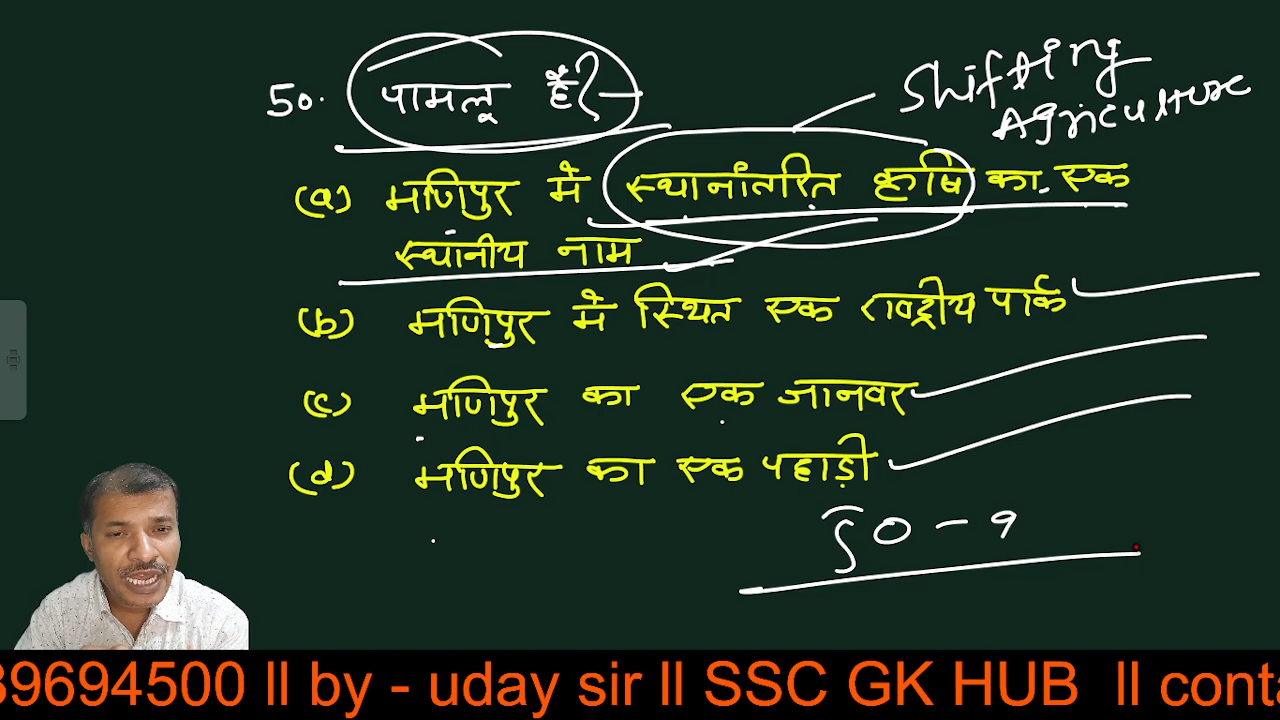 50. पामलू है?
Shifting
Agriculture
(a) मणिपुर में स्थानांतरित कृषि का एक
स्थानीय नाम
(b) मणिपुर में स्थित एक राष्ट्रीय पार्क
(c) मणिपुर का एक जानवर
(d) मणिपुर का एक पहाड़ी
50 - 9
39694500 ll by - uday sir ll SSC GK HUB ll conta